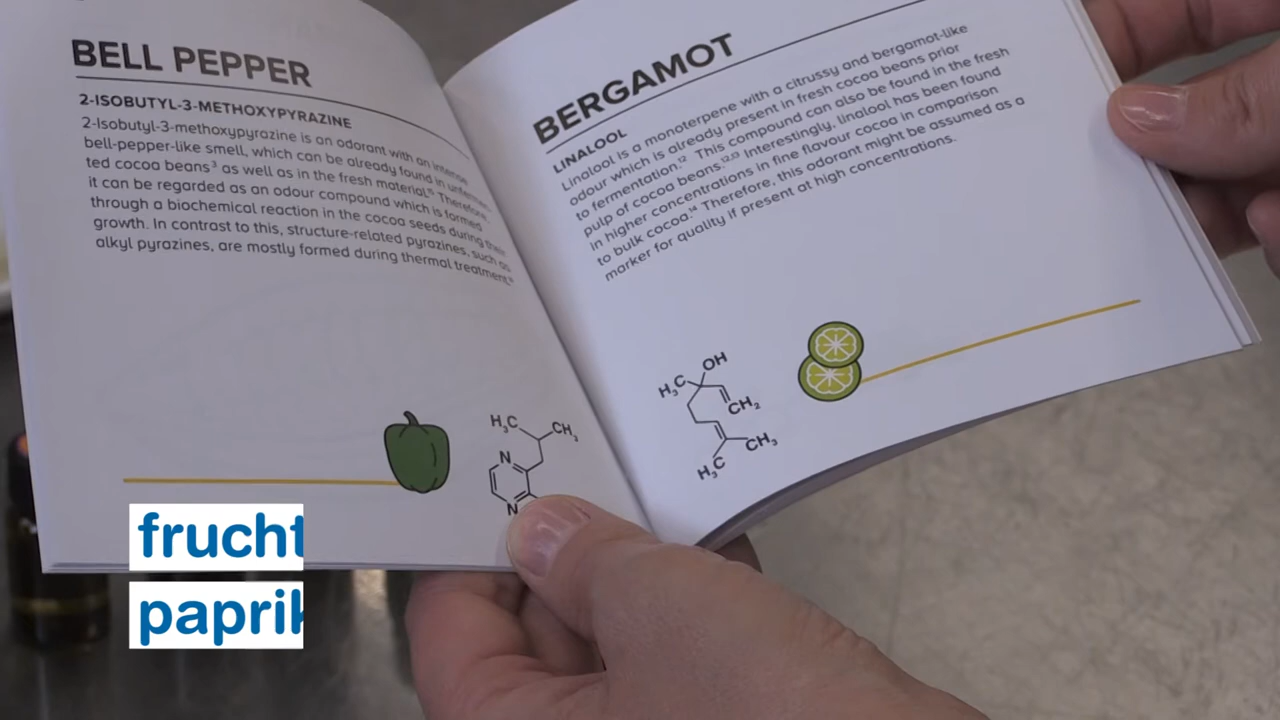 BELL PEPPER
2-ISOBUTYL-3-METHOXYPYRAZINE
2-Isobutyl-3-methoxypyrazine is an odorant with an intense
bell-pepper-like smell, which can be already found in unfermen-
ted cocoa beans³ as well as in the fresh material. Therefore
it can be regarded as an odour compound which is formed
through a biochemical reaction in the cocoa seeds during their
growth. In contrast to this, structure-related pyrazines, such as
alkyl pyrazines, are mostly formed during thermal treatment.
H₃C
CH₃
N
N
BERGAMOT
LINALOOL
Linalool is a monoterpene with a citrussy and bergamot-like
odour which is already present in fresh cocoa beans prior
to fermentation.¹² This compound can also be found in the fresh
pulp of cocoa beans.¹²,¹³ Interestingly, linalool has been found
in higher concentrations in fine flavour cocoa in comparison
to bulk cocoa.¹⁴ Therefore, this odorant might be assumed as a
marker for quality if present at high concentrations.
OH
H₃C
CH₂
CH₃
H₃C
frucht
paprik